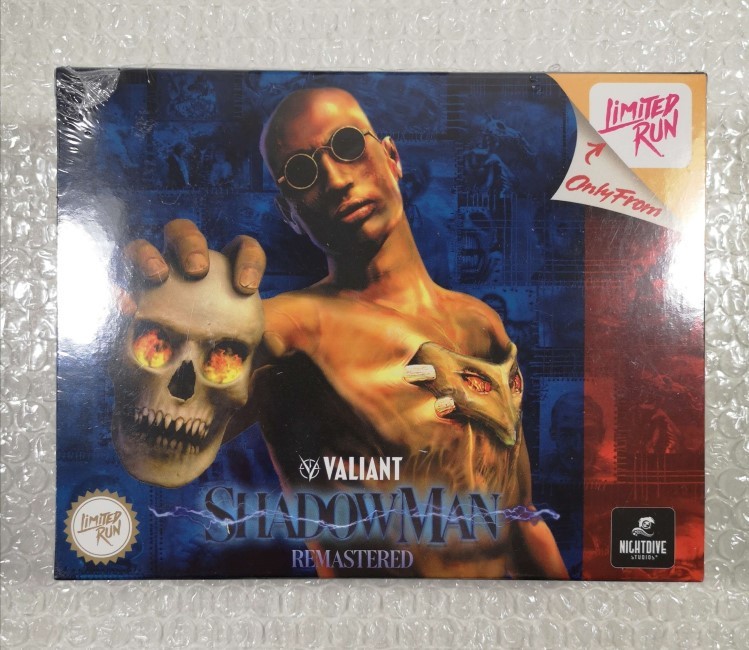 LIMITED
RUN
Only From
VALIANT
SHADOWMAN
REMASTERED
LIMITED
RUN
NIGHTDIVE
STUDIOS